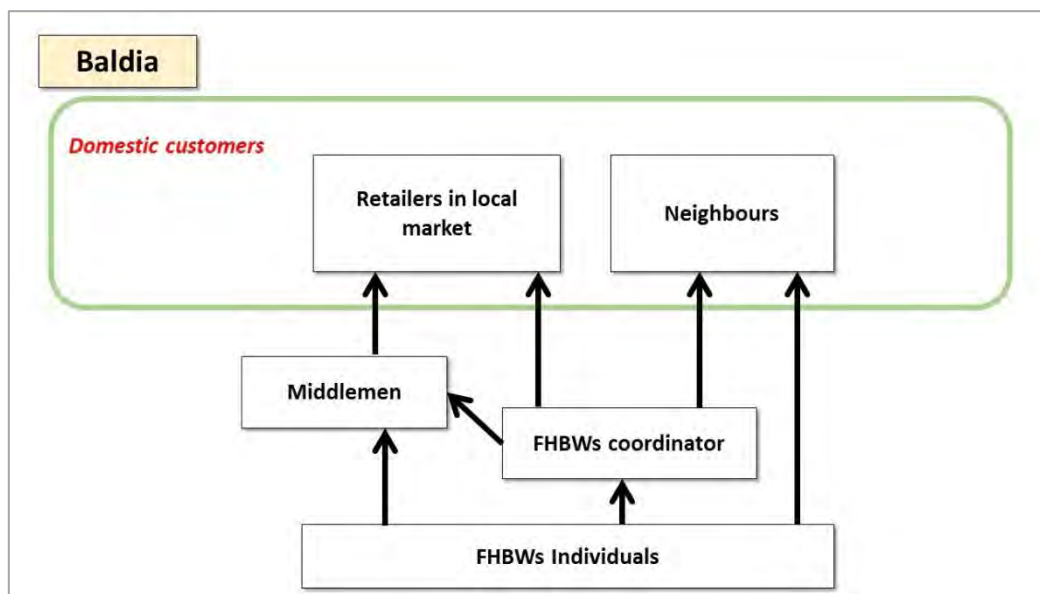 Baldia
Domestic customers
Retailers in local
market
Neighbours
Middlemen
FHBWs coordinator
FHBWs Individuals